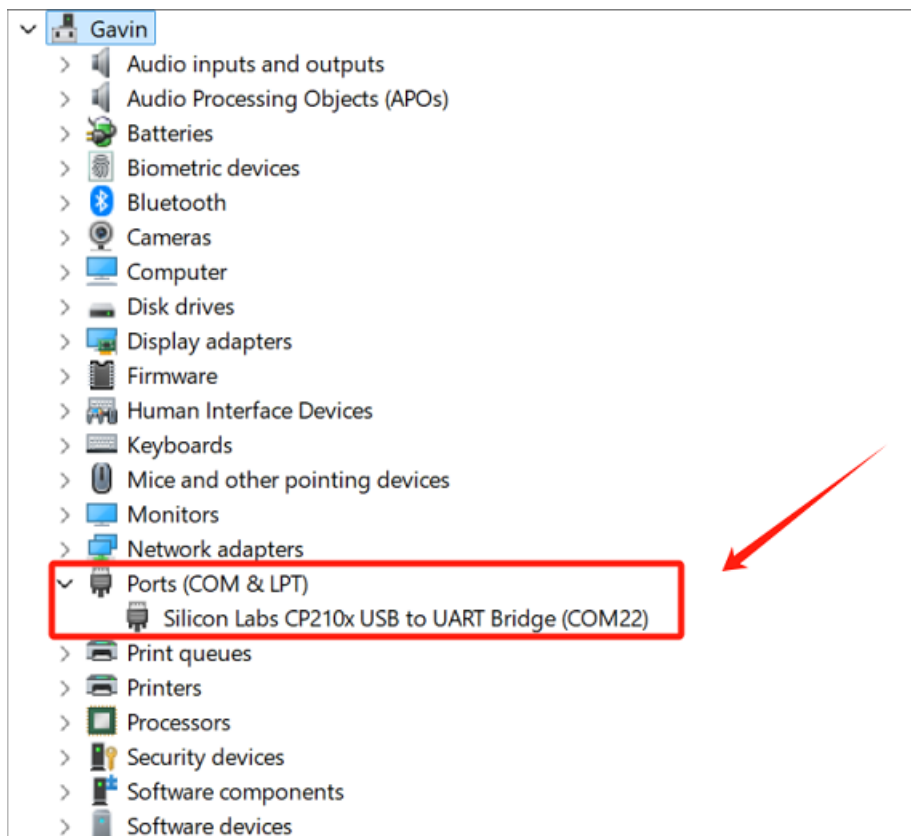 Gavin
Audio inputs and outputs
Audio Processing Objects (APOs)
Batteries
Biometric devices
Bluetooth
Cameras
Computer
Disk drives
Display adapters
Firmware
Human Interface Devices
Keyboards
Mice and other pointing devices
Monitors
Network adapters
Ports (COM & LPT)
Silicon Labs CP210x USB to UART Bridge (COM22)
Print queues
Printers
Processors
Security devices
Software components
Software devices